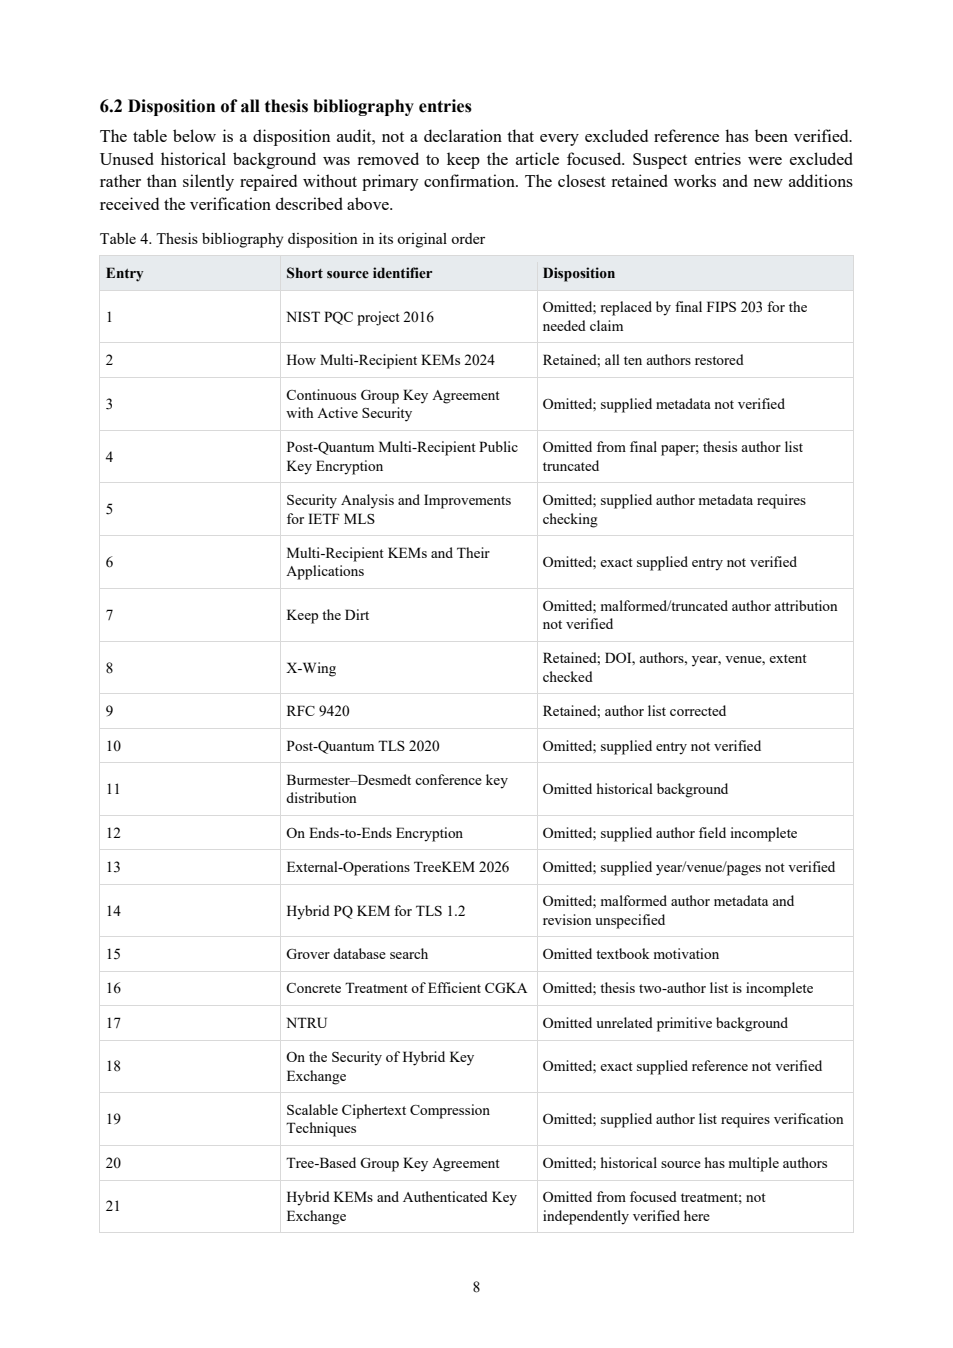 6.2 Disposition of all thesis bibliography entries
The table below is a disposition audit, not a declaration that every excluded reference has been verified.
Unused historical background was removed to keep the article focused. Suspect entries were excluded
rather than silently repaired without primary confirmation. The closest retained works and new additions
received the verification described above.
Table 4. Thesis bibliography disposition in its original order
Entry Short source identifier Disposition
1 NIST PQC project 2016 Omitted; replaced by final FIPS 203 for the
needed claim
2 How Multi-Recipient KEMs 2024 Retained; all ten authors restored
3 Continuous Group Key Agreement
with Active Security Omitted; supplied metadata not verified
4 Post-Quantum Multi-Recipient Public
Key Encryption Omitted from final paper; thesis author list
truncated
5 Security Analysis and Improvements
for IETF MLS Omitted; supplied author metadata requires
checking
6 Multi-Recipient KEMs and Their
Applications Omitted; exact supplied entry not verified
7 Keep the Dirt Omitted; malformed/truncated author attribution
not verified
8 X-Wing Retained; DOI, authors, year, venue, extent
checked
9 RFC 9420 Retained; author list corrected
10 Post-Quantum TLS 2020 Omitted; supplied entry not verified
11 Burmester–Desmedt conference key
distribution Omitted historical background
12 On Ends-to-Ends Encryption Omitted; supplied author field incomplete
13 External-Operations TreeKEM 2026 Omitted; supplied year/venue/pages not verified
14 Hybrid PQ KEM for TLS 1.2 Omitted; malformed author metadata and
revision unspecified
15 Grover database search Omitted textbook motivation
16 Concrete Treatment of Efficient CGKA Omitted; thesis two-author list is incomplete
17 NTRU Omitted unrelated primitive background
18 On the Security of Hybrid Key
Exchange Omitted; exact supplied reference not verified
19 Scalable Ciphertext Compression
Techniques Omitted; supplied author list requires verification
20 Tree-Based Group Key Agreement Omitted; historical source has multiple authors
21 Hybrid KEMs and Authenticated Key
Exchange Omitted from focused treatment; not
independently verified here
8